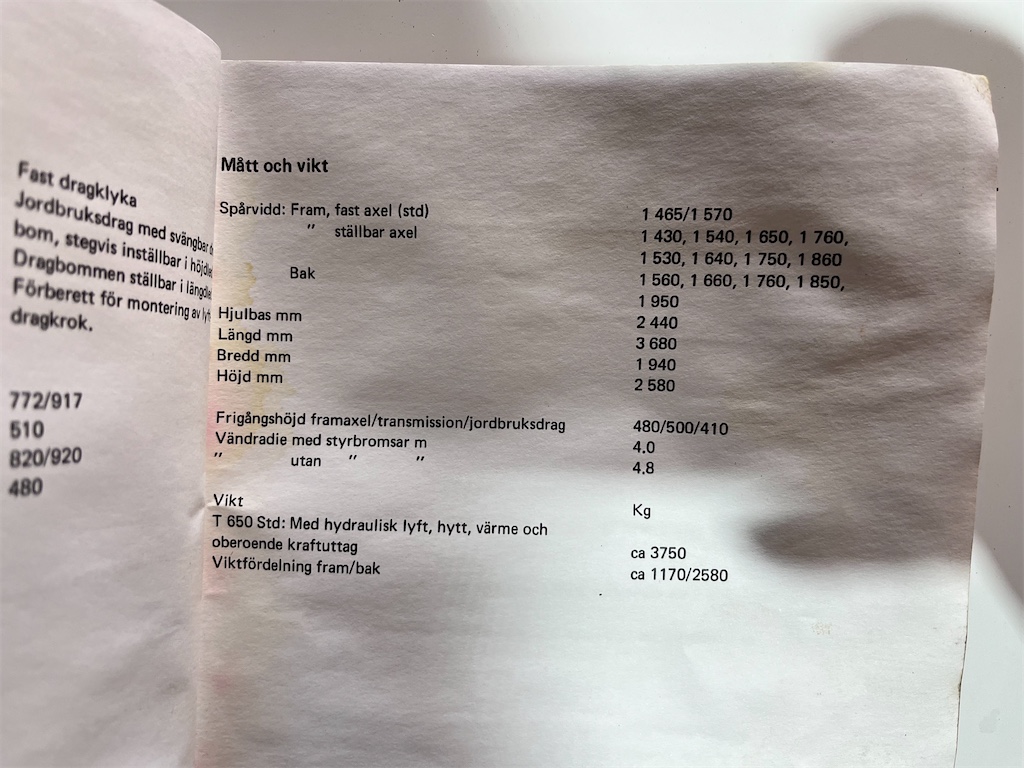 Fast dragklyka
Jordbruksdrag med svängbar
bom, stegvis inställbar i
Dragbommen ställbar i
Förberett för montering av
dragkrok.
772/917
510
820/920
480
Mått och vikt
Spårvidd: Fram, fast axel (std) 1 465/1 570
" ställbar axel 1 430, 1 540, 1 650, 1 760,
1 530, 1 640, 1 750, 1 860
Bak 1 560, 1 660, 1 760, 1 850,
1 950
Hjulbas mm 2 440
Längd mm 3 680
Bredd mm 1 940
Höjd mm 2 580
Frigångshöjd framaxel/transmission/jordbruksdrag 480/500/410
Vändradie med styrbromsar m 4.0
" utan " " 4.8
Vikt Kg
T 650 Std: Med hydraulisk lyft, hytt, värme och
oberoende kraftuttag ca 3750
Viktfördelning fram/bak ca 1170/2580